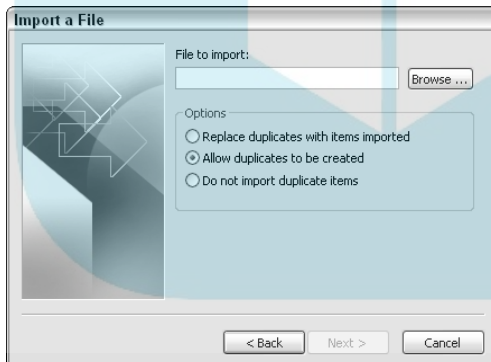 Import a File
File to import:
Browse ...
Options
Replace duplicates with items imported
Allow duplicates to be created
Do not import duplicate items
< Back
Next >
Cancel